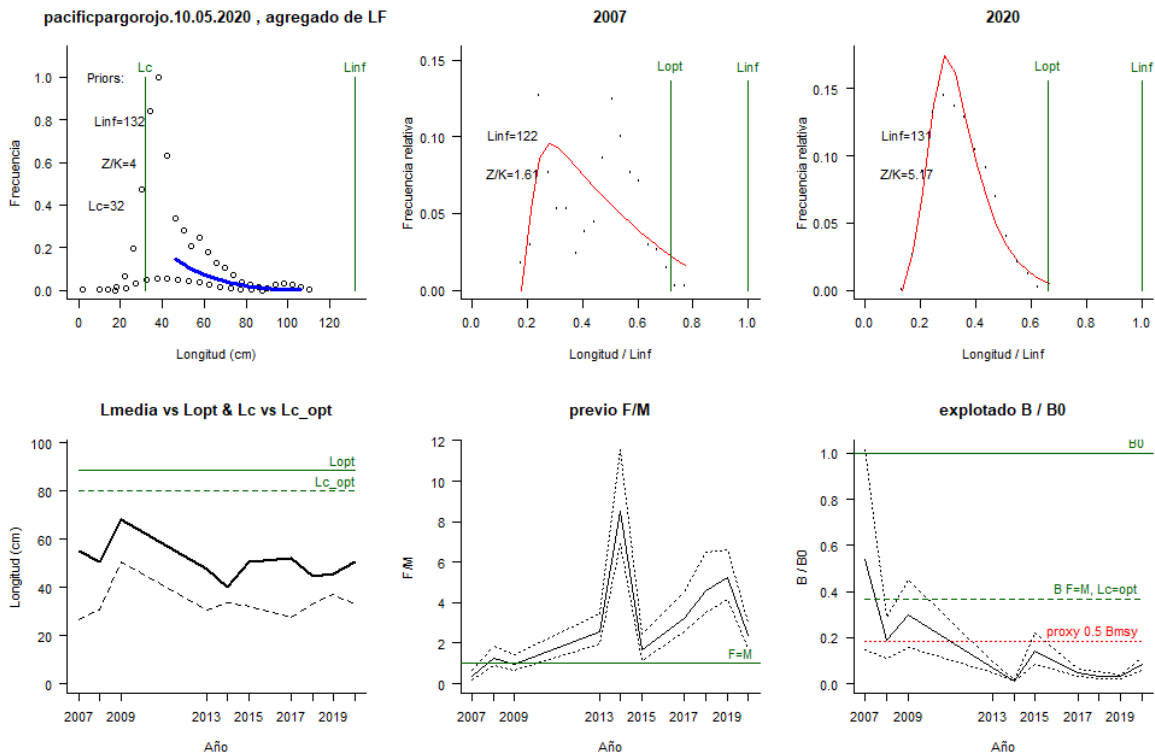 pacificpargorojo.10.05.2020 , agregado de LF
Lc
Linf
Priors:
Linf=132
Z/K=4
Lc=32
Frecuencia
1.0
0.8
0.6
0.4
0.2
0.0
0
20
40
60
80
100
120
Longitud (cm)
2007
Lopt
Linf
Linf=122
Z/K=1.61
Frecuencia relativa
0.15
0.10
0.05
0.00
0.0
0.2
0.4
0.6
0.8
1.0
Longitud / Linf
2020
Lopt
Linf
Linf=131
Z/K=5.17
Frecuencia relativa
0.15
0.10
0.05
0.00
0.0
0.2
0.4
0.6
0.8
1.0
Longitud / Linf
Lmedia vs Lopt & Lc vs Lc_opt
Lopt
Lc_opt
Longitud (cm)
100
80
60
40
20
0
2007
2009
2013
2015
2017
2019
Año
previo F/M
F=M
F/M
12
10
8
6
4
2
0
2007
2009
2013
2015
2017
2019
Año
explotado B / B0
B0
B F=M, Lc=opt
proxy 0.5 Bmsy
B / B0
1.0
0.8
0.6
0.4
0.2
0.0
2007
2009
2013
2015
2017
2019
Año